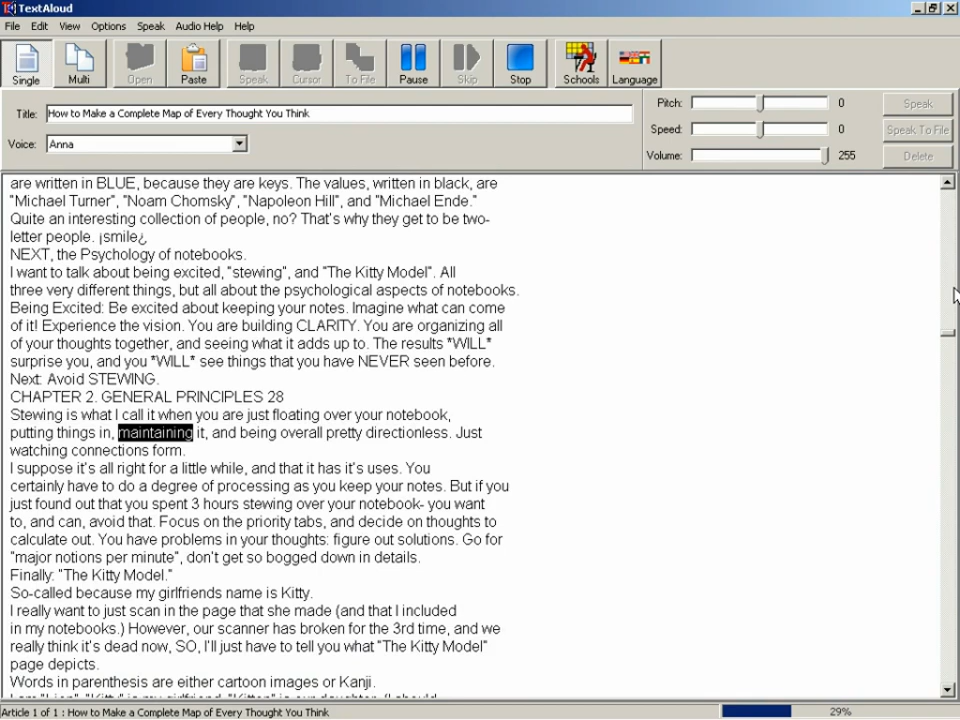 TextAloud
File Edit View Options Speak Audio Help Help
Single Multi Open Paste Speak Cursor To File Pause Skip Stop Schools Language
Title: How to Make a Complete Map of Every Thought You Think
Voice: Anna
Pitch: 0 Speak
Speed: 0 Speak To File
Volume: 255 Delete
are written in BLUE, because they are keys. The values, written in black, are
"Michael Turner", "Noam Chomsky", "Napoleon Hill", and "Michael Ende."
Quite an interesting collection of people, no? That's why they get to be two-
letter people. ¡smile¿
NEXT, the Psychology of notebooks.
I want to talk about being excited, "stewing", and "The Kitty Model". All
three very different things, but all about the psychological aspects of notebooks.
Being Excited: Be excited about keeping your notes. Imagine what can come
of it! Experience the vision. You are building CLARITY. You are organizing all
of your thoughts together, and seeing what it adds up to. The results *WILL*
surprise you, and you *WILL* see things that you have NEVER seen before.
Next: Avoid STEWING.
CHAPTER 2. GENERAL PRINCIPLES 28
Stewing is what I call it when you are just floating over your notebook,
putting things in, maintaining it, and being overall pretty directionless. Just
watching connections form.
I suppose it's all right for a little while, and that it has it's uses. You
certainly have to do a degree of processing as you keep your notes. But if you
just found out that you spent 3 hours stewing over your notebook- you want
to, and can, avoid that. Focus on the priority tabs, and decide on thoughts to
calculate out. You have problems in your thoughts: figure out solutions. Go for
"major notions per minute", don't get so bogged down in details.
Finally: "The Kitty Model."
So-called because my girlfriends name is Kitty.
I really want to just scan in the page that she made (and that I included
in my notebooks.) However, our scanner has broken for the 3rd time, and we
really think it's dead now, SO, I'll just have to tell you what "The Kitty Model"
page depicts.
Words in parenthesis are either cartoon images or Kanji.
I am "Lion", "Kitty" is my girlfriend, "Kitten" is our daughter. (I should
Article 1 of 1 : How to Make a Complete Map of Every Thought You Think 29%